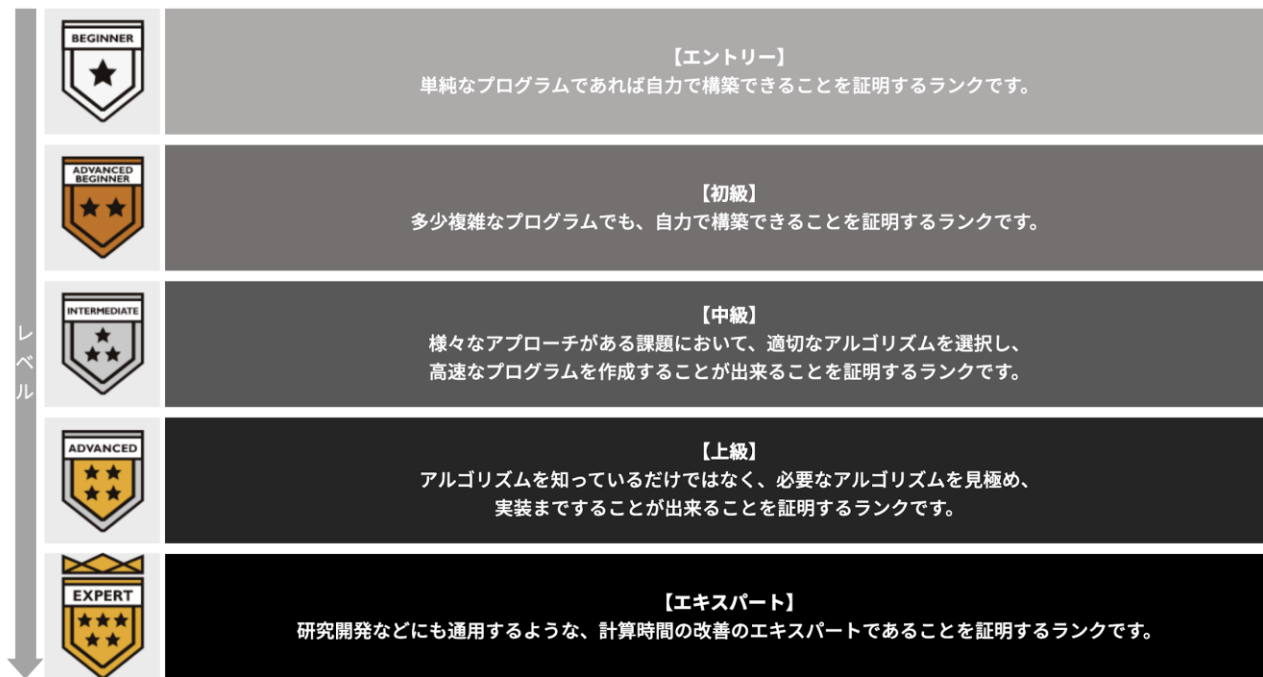 レベル
BEGINNER
【エントリー】
単純なプログラムであれば自力で構築できることを証明するランクです。
ADVANCED
BEGINNER
【初級】
多少複雑なプログラムでも、自力で構築できることを証明するランクです。
INTERMEDIATE
【中級】
様々なアプローチがある課題において、適切なアルゴリズムを選択し、
高速なプログラムを作成することが出来ることを証明するランクです。
ADVANCED
【上級】
アルゴリズムを知っているだけではなく、必要なアルゴリズムを見極め、
実装まですることが出来ることを証明するランクです。
EXPERT
【エキスパート】
研究開発などにも通用するような、計算時間の改善のエキスパートであることを証明するランクです。